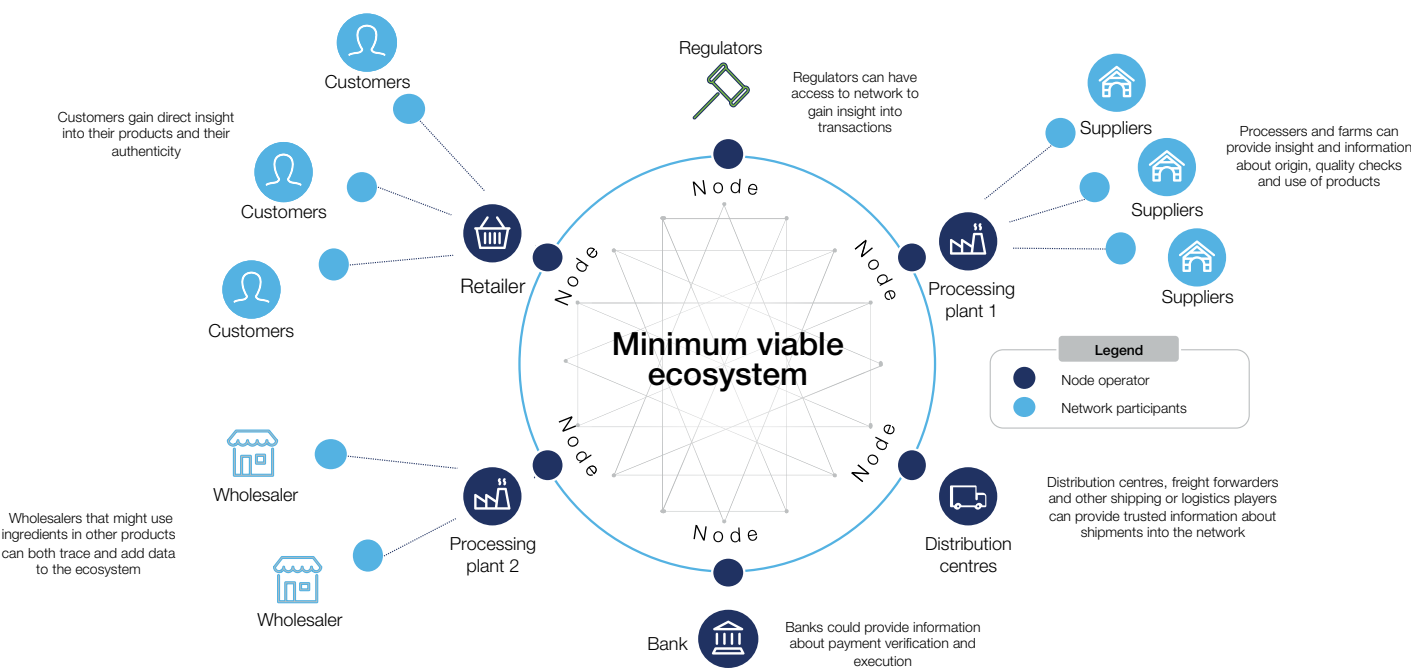 Customers
Customers gain direct insight
into their products and their
authenticity
Customers
Customers
Retailer
Regulators
Regulators can have
access to network to
gain insight into
transactions
Suppliers
Suppliers
Suppliers
Processers and farms can
provide insight and information
about origin, quality checks
and use of products
Processing
plant 1
Node
Node
Node
Minimum viable
ecosystem
Node
Node
Node
Legend
Node operator
Network participants
Wholesaler
Wholesalers that might use
ingredients in other products
can both trace and add data
to the ecosystem
Wholesaler
Processing
plant 2
Distribution
centres
Distribution centres, freight forwarders
and other shipping or logistics players
can provide trusted information about
shipments into the network
Bank
Banks could provide information
about payment verification and
execution